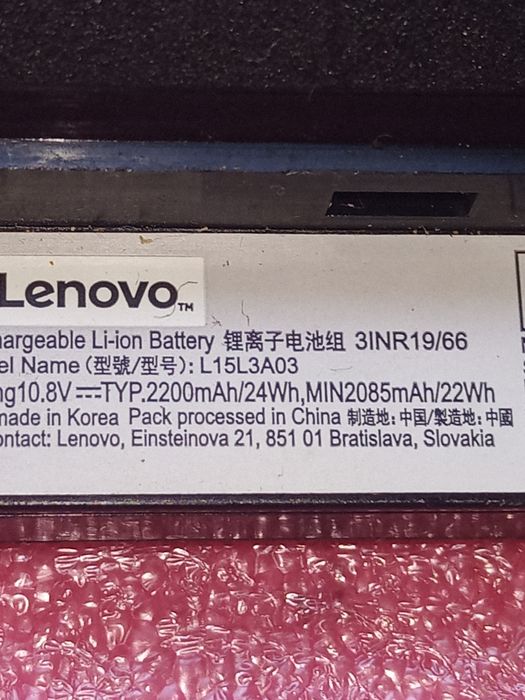 Lenovo™
hargeable Li-ion Battery 锂离子电池组 3INR19/66
el Name (型號/型号): L15L3A03
ng10.8V ⎓TYP.2200mAh/24Wh,MIN2085mAh/22Wh
made in Korea Pack processed in China 制造地: 中国/製造地: 中國
ontact: Lenovo, Einsteinova 21, 851 01 Bratislava, Slovakia